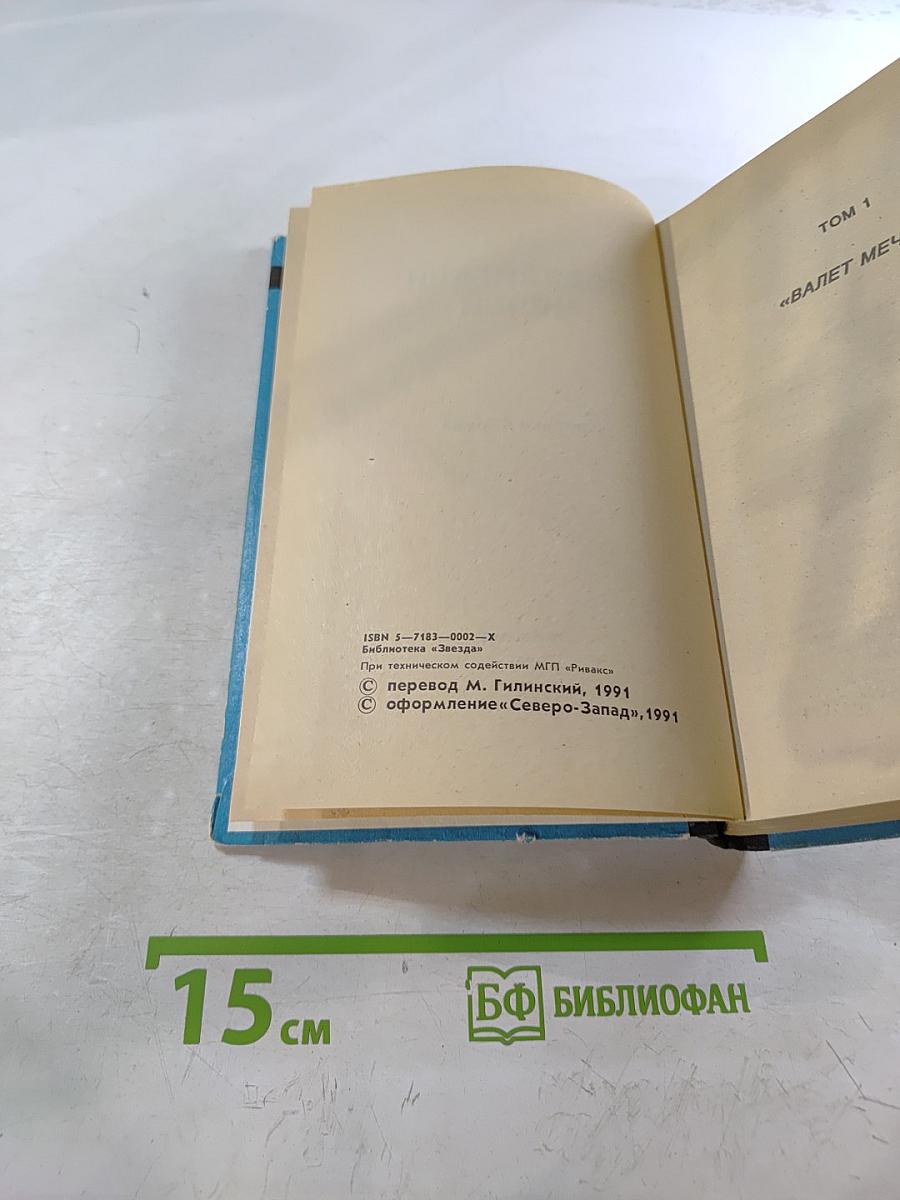 ТОМ 1
«ВАЛЕТ МЕЧ
ISBN 5—7183—0002—X
Библиотека «Звезда»
При техническом содействии МГП «Ривакс»
© перевод М. Гилинский, 1991
© оформление «Северо-Запад», 1991
15 см
БФ БИБЛИОФАН